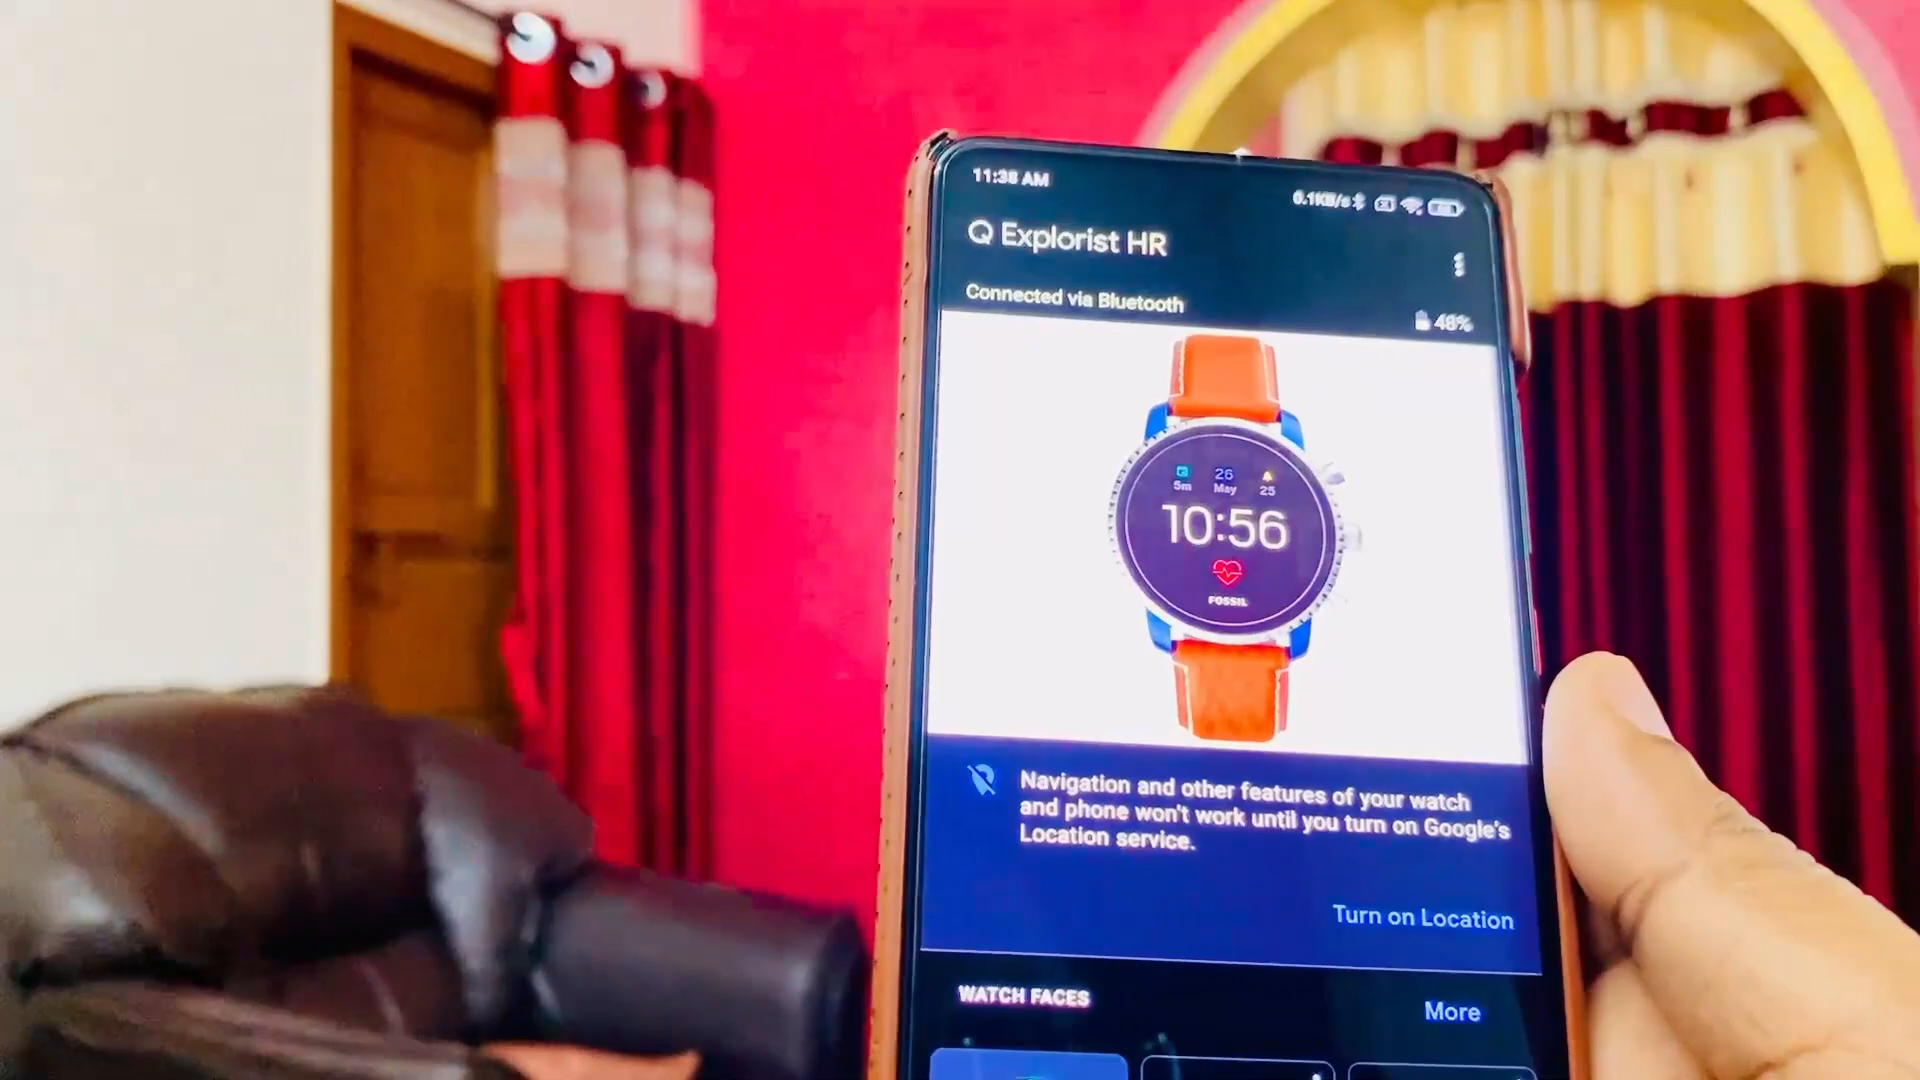 11:38 AM
0.1KB/s
Q Explorist HR
Connected via Bluetooth
48%
5m
26
May
25
10:56
FOSSIL
Navigation and other features of your watch
and phone won't work until you turn on Google's
Location service.
Turn on Location
WATCH FACES
More